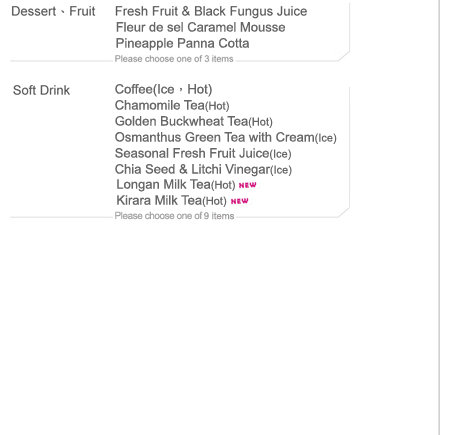 Dessert、Fruit Fresh Fruit & Black Fungus Juice
Fleur de sel Caramel Mousse
Pineapple Panna Cotta
Please choose one of 3 items
Soft Drink Coffee(Ice，Hot)
Chamomile Tea(Hot)
Golden Buckwheat Tea(Hot)
Osmanthus Green Tea with Cream(Ice)
Seasonal Fresh Fruit Juice(Ice)
Chia Seed & Litchi Vinegar(Ice)
Longan Milk Tea(Hot) NEW
Kirara Milk Tea(Hot) NEW
Please choose one of 9 items